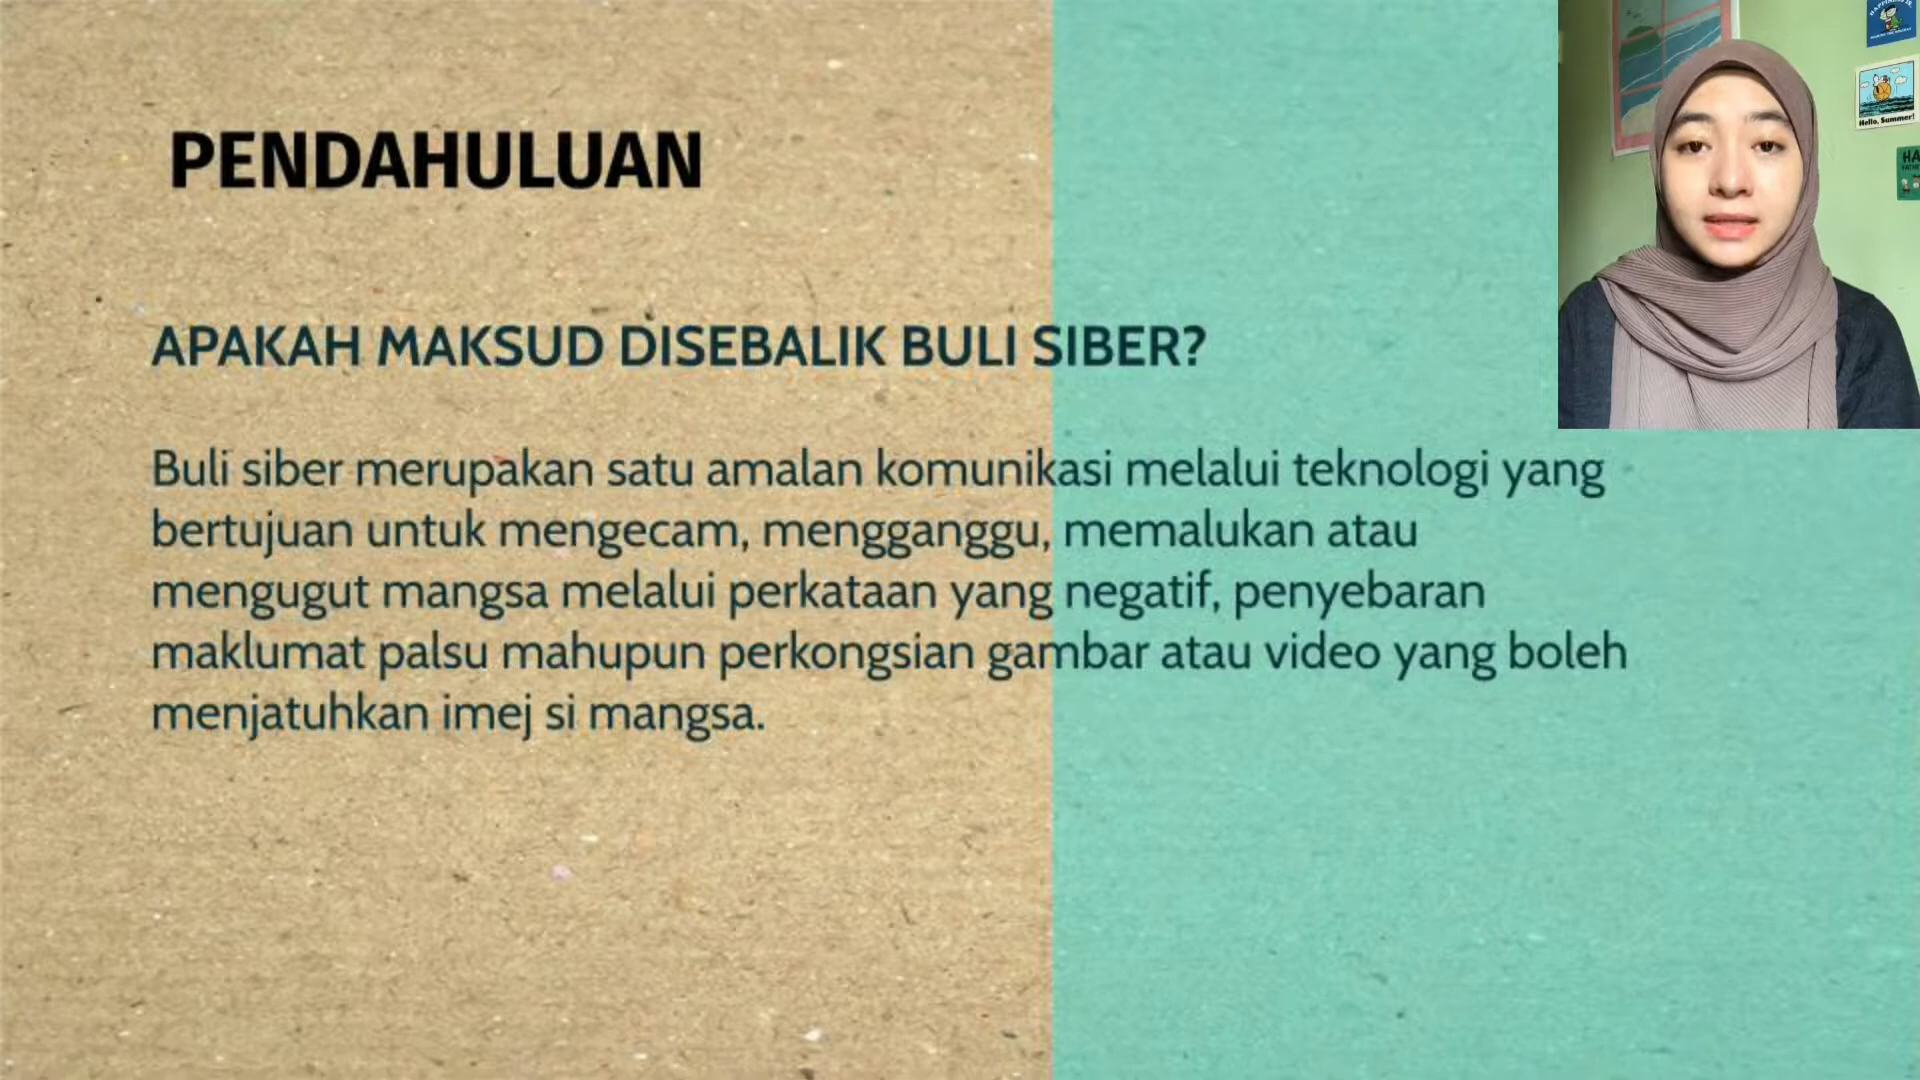 PENDAHULUAN
APAKAH MAKSUD DISEBALIK BULI SIBER?
Buli siber merupakan satu amalan komunikasi melalui teknologi yang
bertujuan untuk mengecam, mengganggu, memalukan atau
mengugut mangsa melalui perkataan yang negatif, penyebaran
maklumat palsu mahupun perkongsian gambar atau video yang boleh
menjatuhkan imej si mangsa.
Hello, Summer!
HA